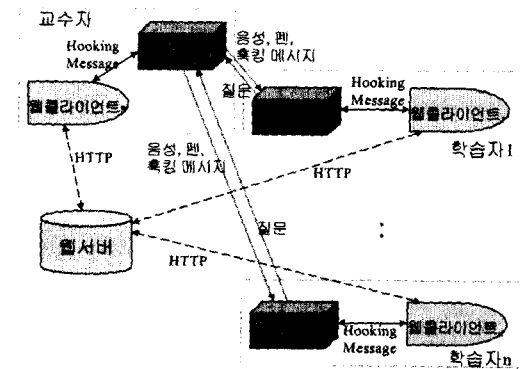 교수자
Hooking
Message
음성, 펜,
훅킹 메시지
질문
웹클라이언트
Hooking
Message
웹클라이언트
학습자1
HTTP
음성, 펜,
훅킹 메시지
HTTP
웹서버
질문
:
HTTP
Hooking
Message
웹클라이언트
학습자n